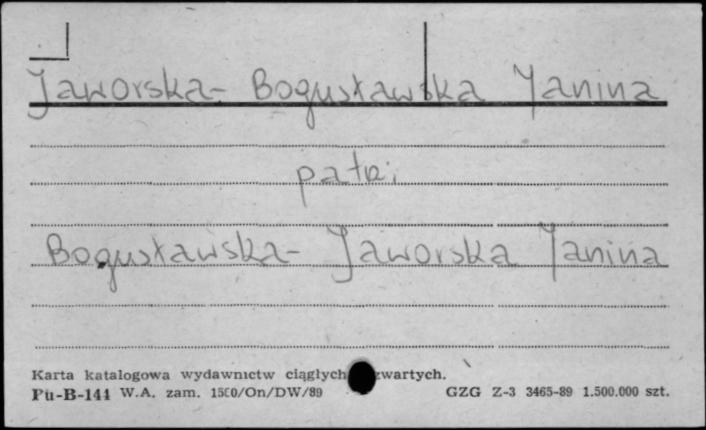 Jaworska-Bogusławska Janina
patrz:
Bogusławska-Jaworska Janina
Karta katalogowa wydawnictw ciągłych zwartych.
Pu-B-144 W.A. zam. 1500/On/DW/89 GZG Z-3 3465-89 1.500.000 szt.